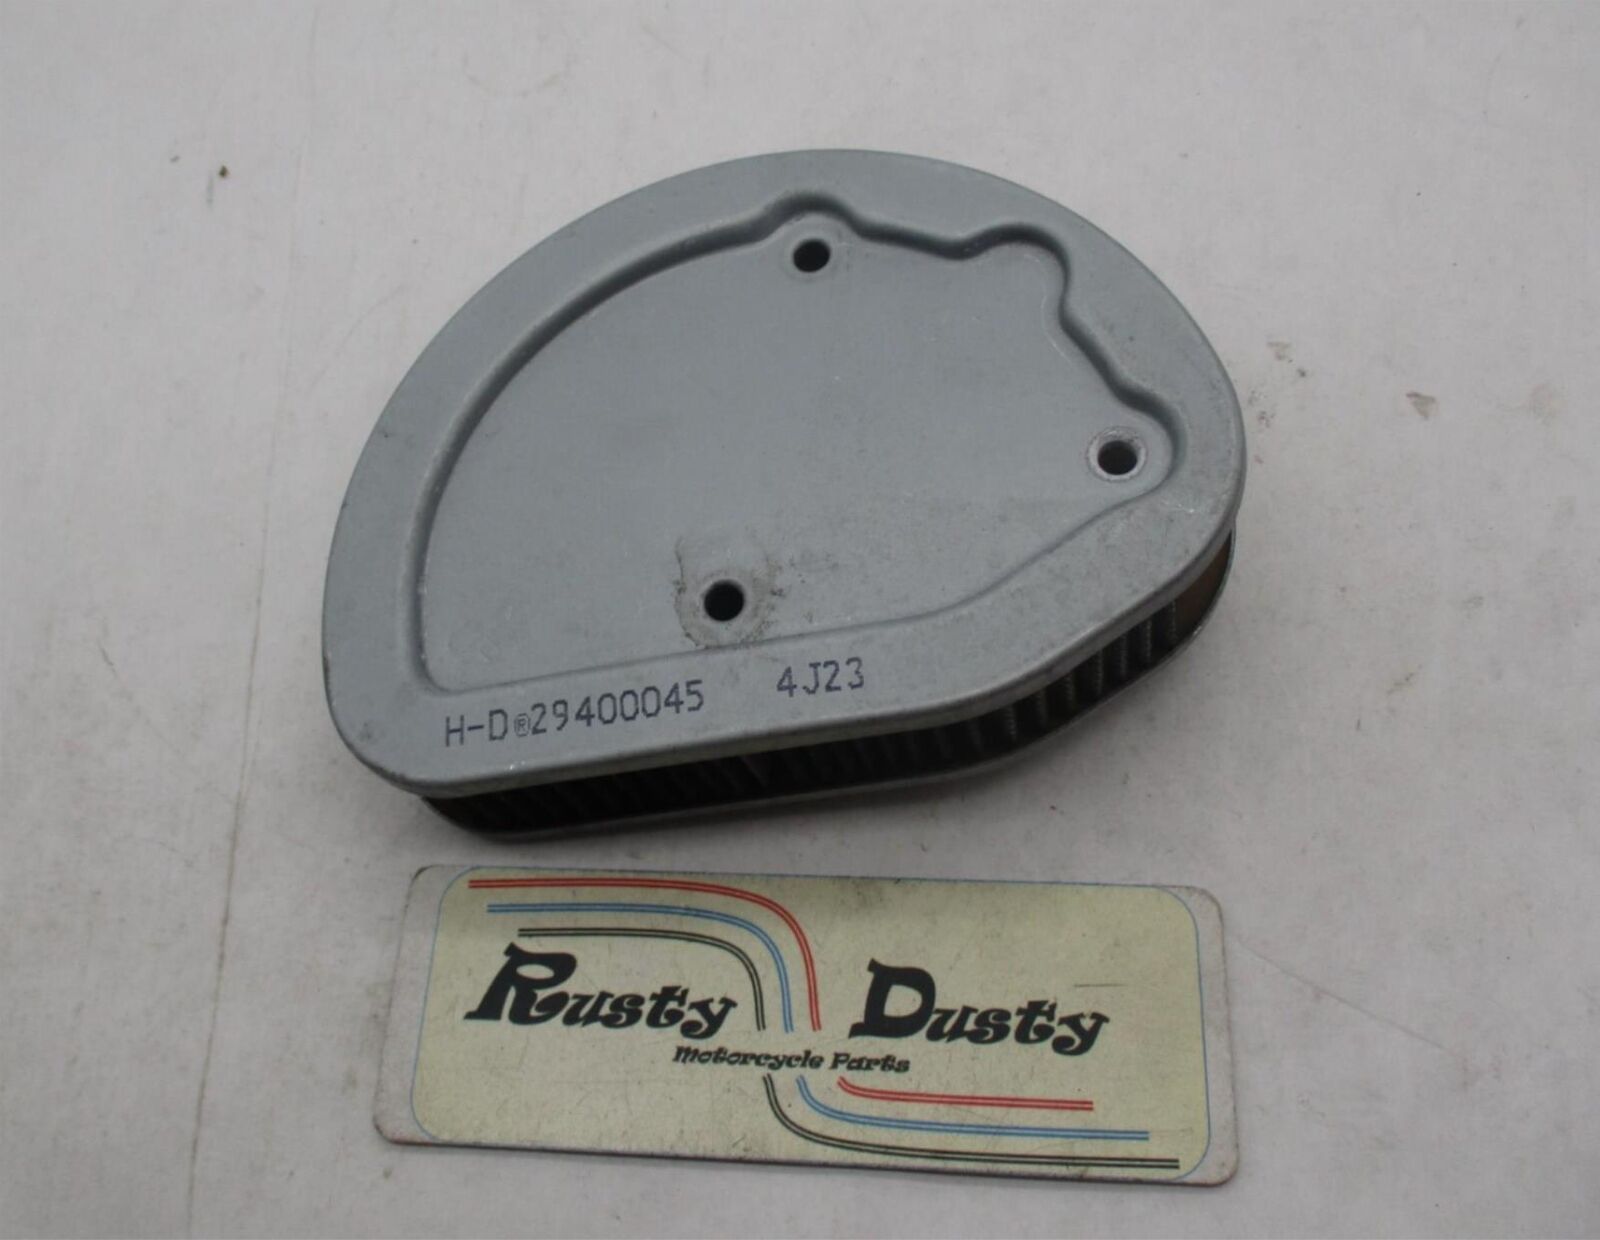 H-D®29400045 4J23
Rusty Dusty
Motorcycle Parts